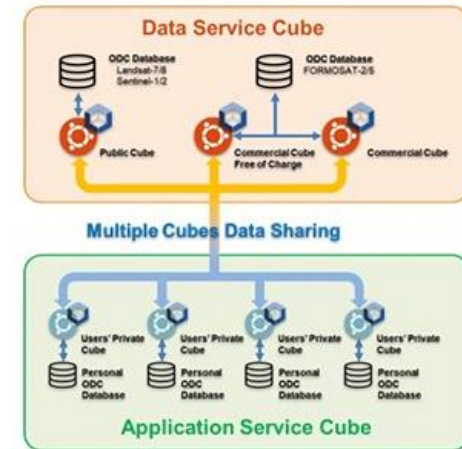 Data Service Cube
ODC Database
Landsat-7/8
Sentinel-1/2
ODC Database
FORMOSAT-2/5
Public Cube
Commercial Cube
Free of Charge
Commercial Cube
Multiple Cubes Data Sharing
Users' Private
Cube
Users' Private
Cube
Users' Private
Cube
Users' Private
Cube
Personal
ODC
Database
Personal
ODC
Database
Personal
ODC
Database
Personal
ODC
Database
Application Service Cube